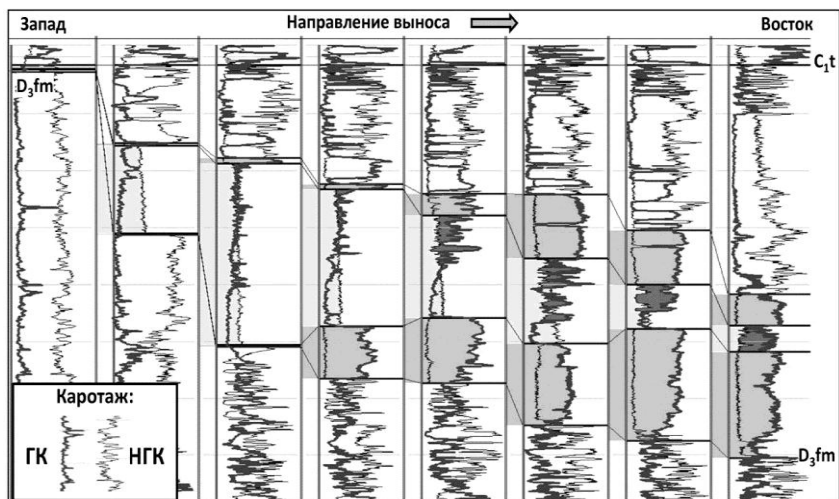 Запад
Направление выноса
Восток
C₁t
D₃fm
Каротаж:
ГК
НГК
D₃fm